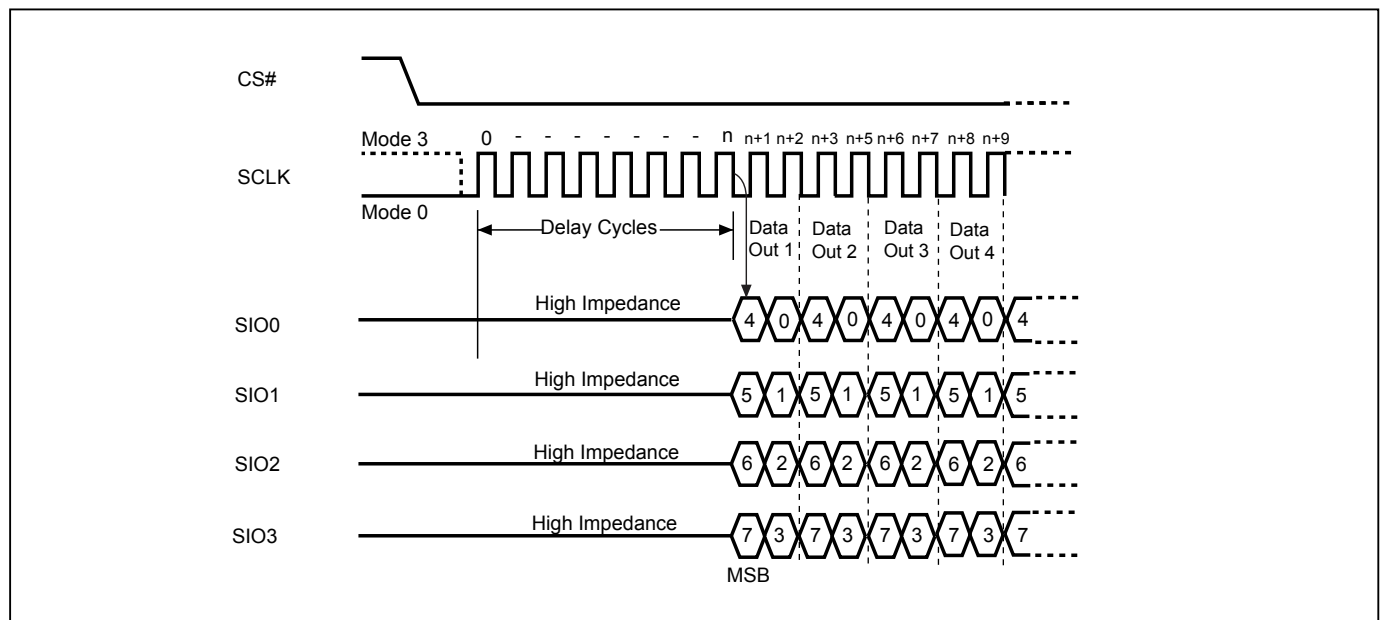 CS#
Mode 3
0 - - - - - - n n+1 n+2 n+3 n+5 n+6 n+7 n+8 n+9
SCLK
Mode 0
Delay Cycles
Data Out 1
Data Out 2
Data Out 3
Data Out 4
High Impedance
SIO0
4 0 4 0 4 0 4 0 4
High Impedance
SIO1
5 1 5 1 5 1 5 1 5
High Impedance
SIO2
6 2 6 2 6 2 6 2 6
High Impedance
SIO3
7 3 7 3 7 3 7 3 7
MSB